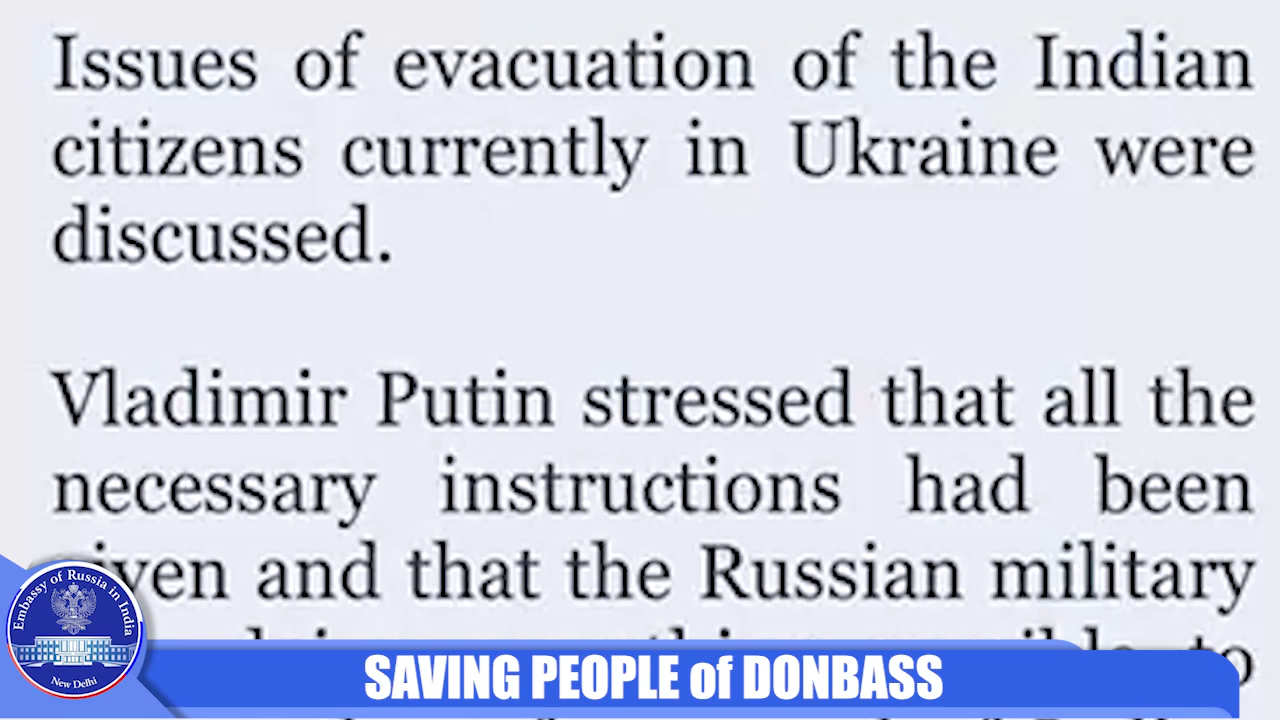 Issues of evacuation of the Indian
citizens currently in Ukraine were
discussed.
Vladimir Putin stressed that all the
necessary instructions had been
given and that the Russian military
to
Embassy of Russia in India
New Delhi
SAVING PEOPLE of DONBASS